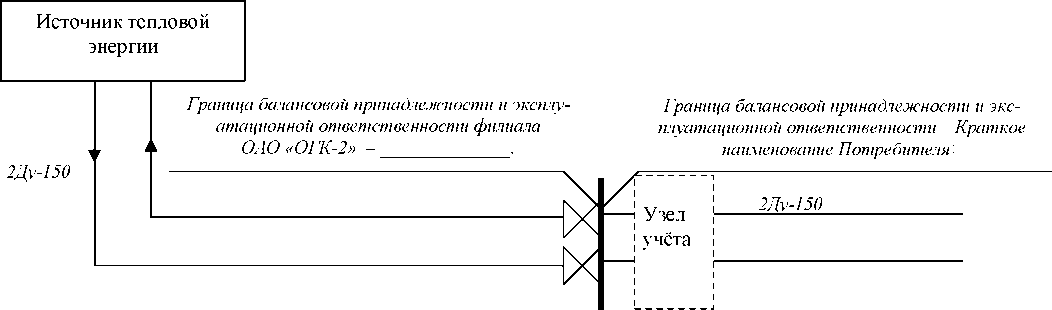 Источник тепловой
энергии
Граница балансовой принадлежности и эксплу-
атационной ответственности филиала
ОАО «ОГК-2» – ______________.
Граница балансовой принадлежности и экс-
плуатационной ответственности _ Краткое
наименование Потребителя:
2Ду-150
2Ду-150
Узел
учёта